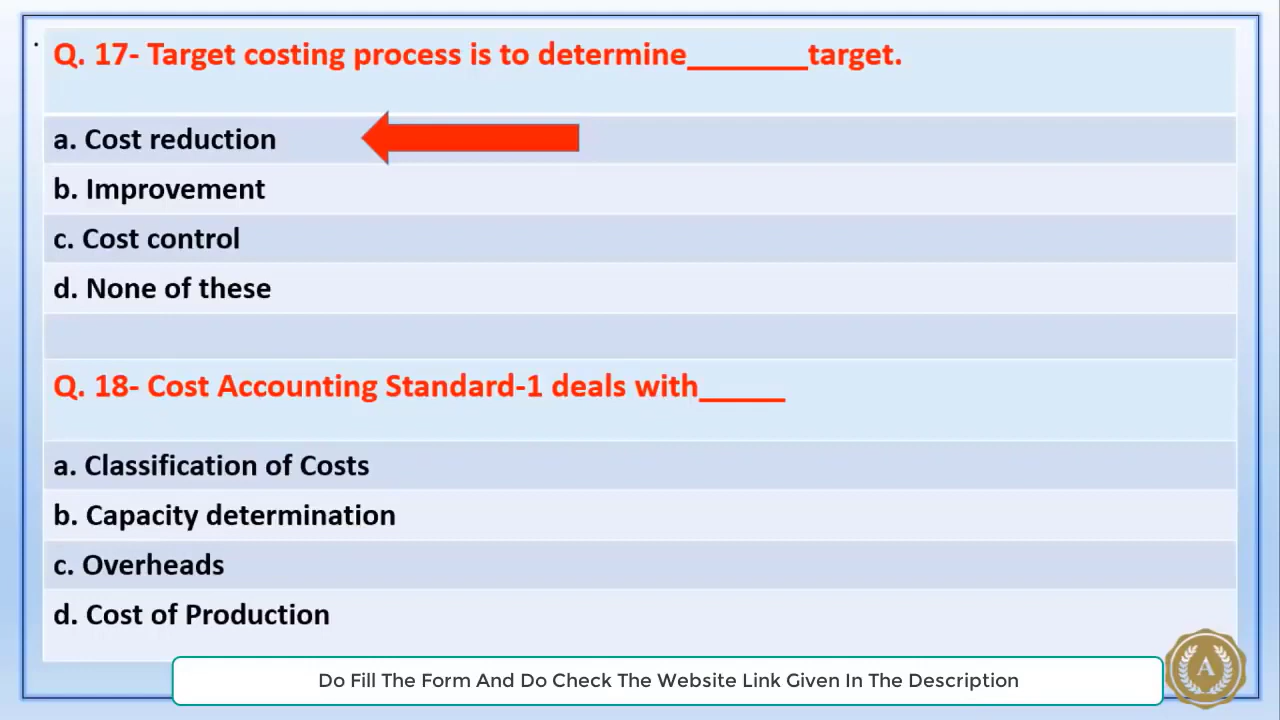 Q. 17- Target costing process is to determine_______target.
a. Cost reduction
b. Improvement
c. Cost control
d. None of these
Q. 18- Cost Accounting Standard-1 deals with_____
a. Classification of Costs
b. Capacity determination
c. Overheads
d. Cost of Production
Do Fill The Form And Do Check The Website Link Given In The Description
A